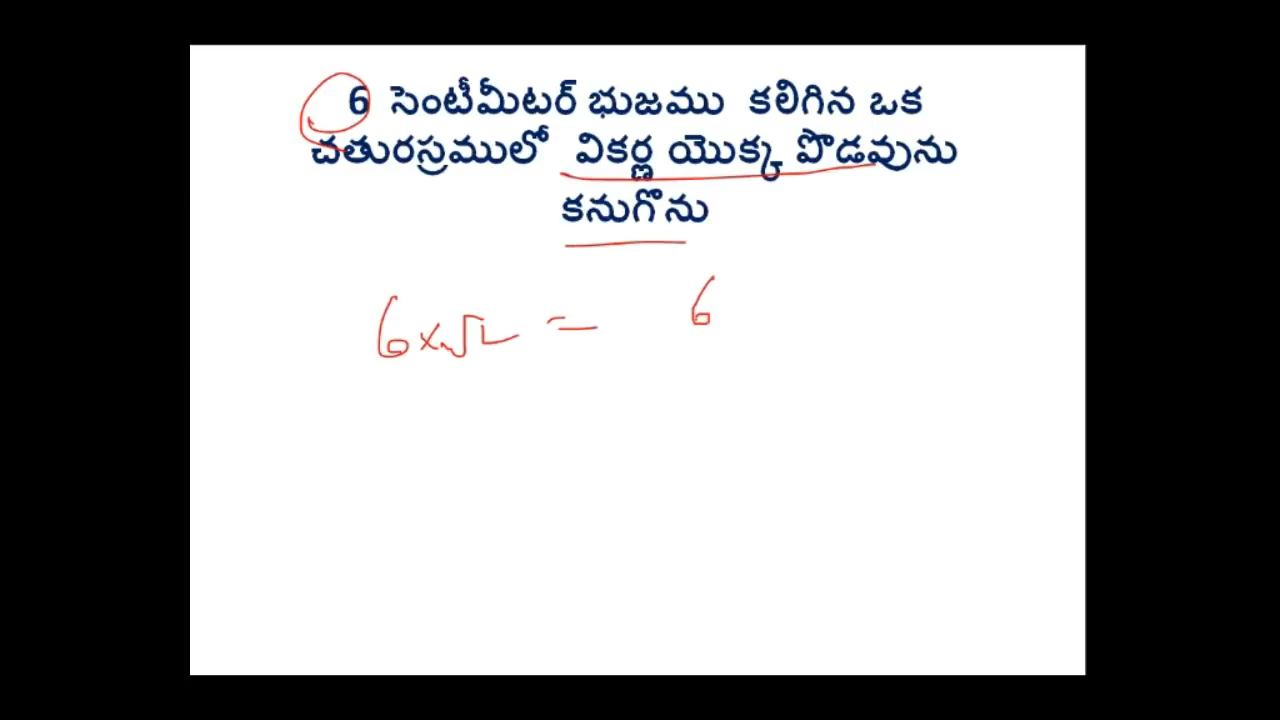 6 సెంటీమీటర్ భుజము కలిగిన ఒక
చతురస్రములో వికర్ణ యొక్క పొడవును
కనుగొను
6×√2 = 6